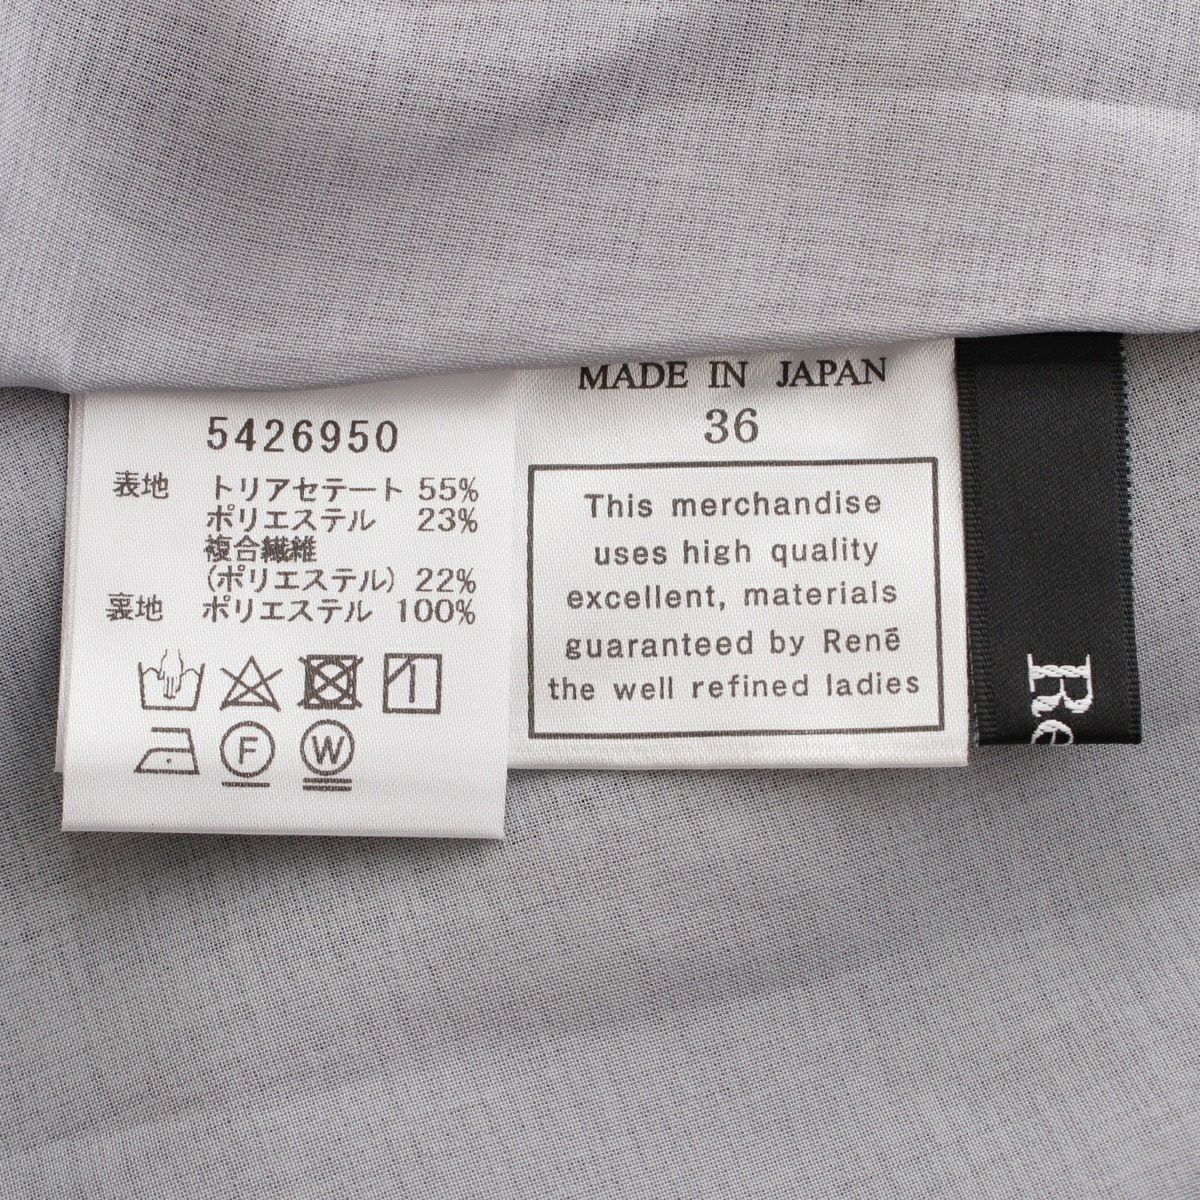 5426950
表地 トリアセテート 55%
ポリエステル 23%
複合繊維
(ポリエステル) 22%
裏地 ポリエステル 100%
F W
MADE IN JAPAN
36
This merchandise
uses high quality
excellent, materials
guaranteed by René
the well refined ladies
Re